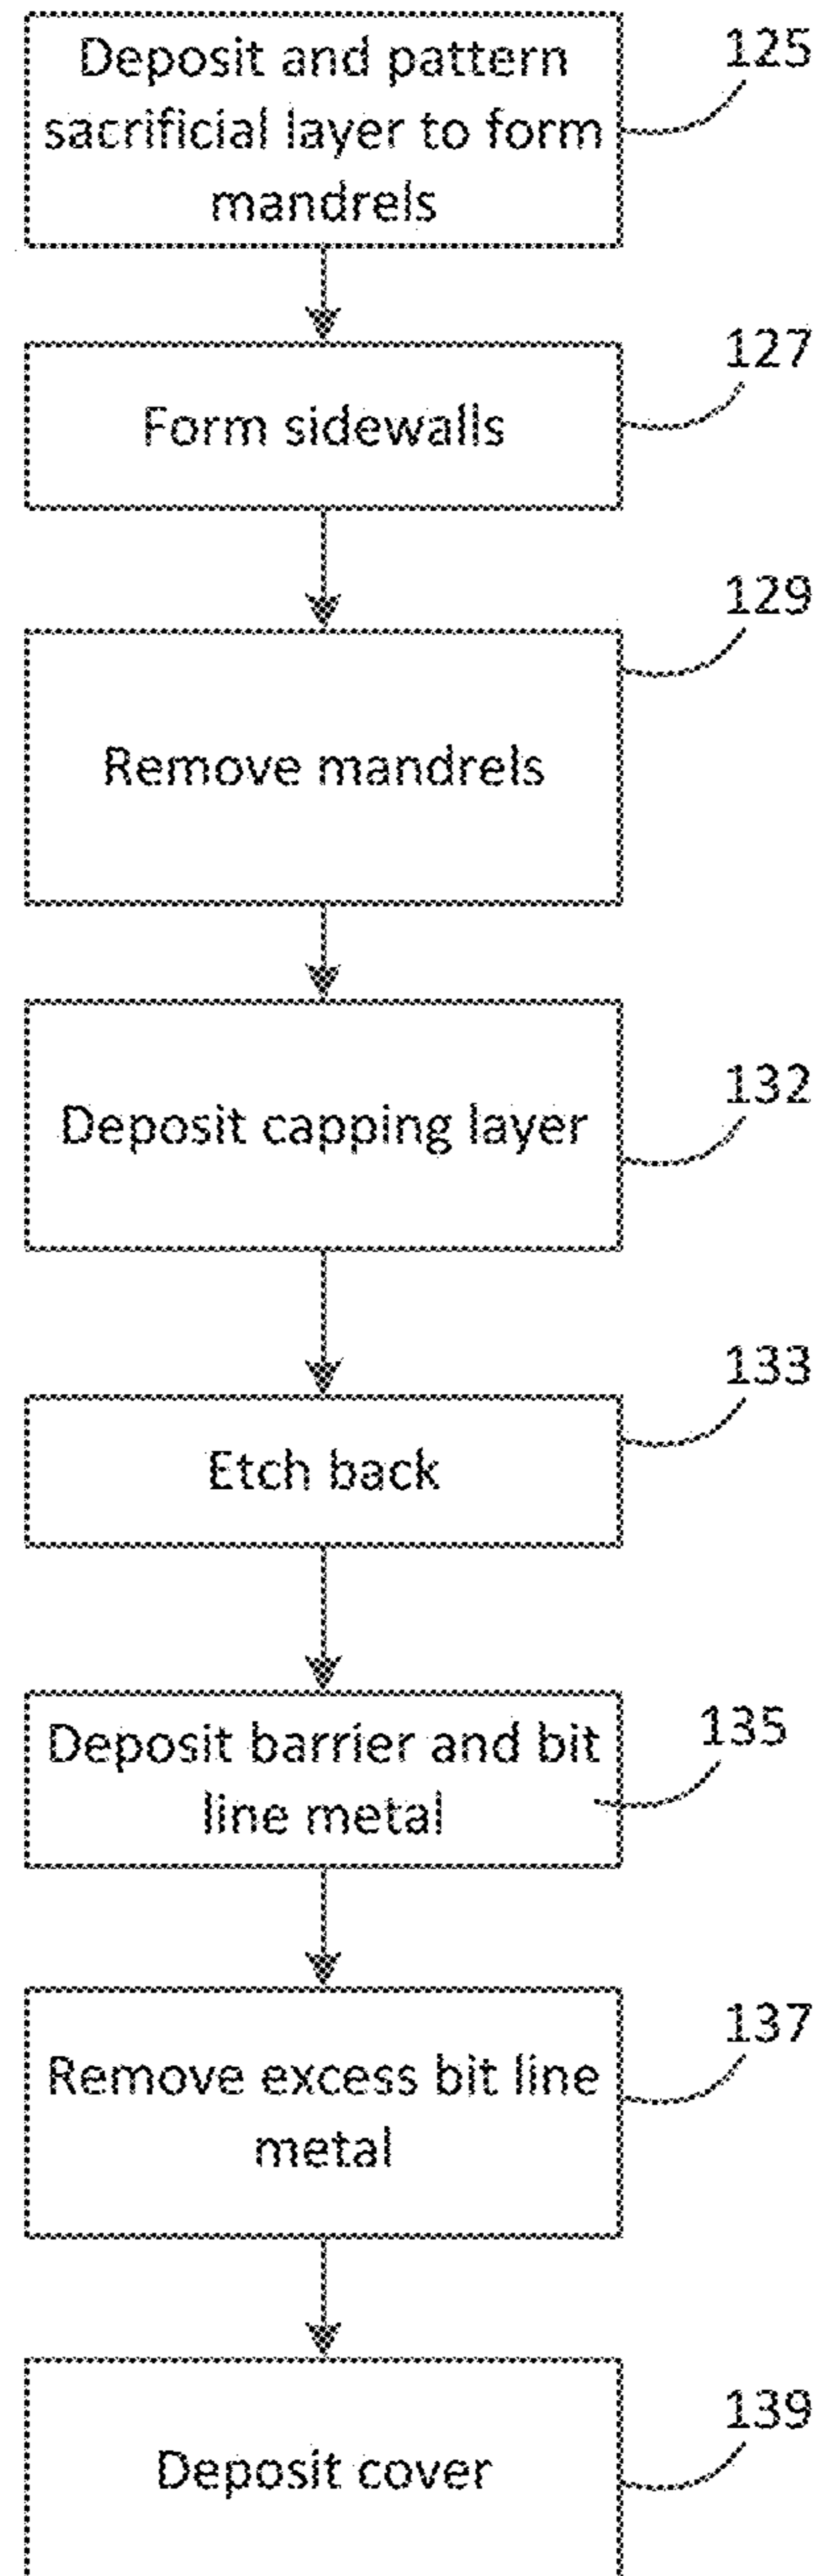 Deposit and pattern
sacrificial layer to form
mandrels
125
Form sidewalls
127
Remove mandrels
129
Deposit capping layer
132
Etch back
133
Deposit barrier and bit
line metal
135
Remove excess bit line
metal
137
Deposit cover
139